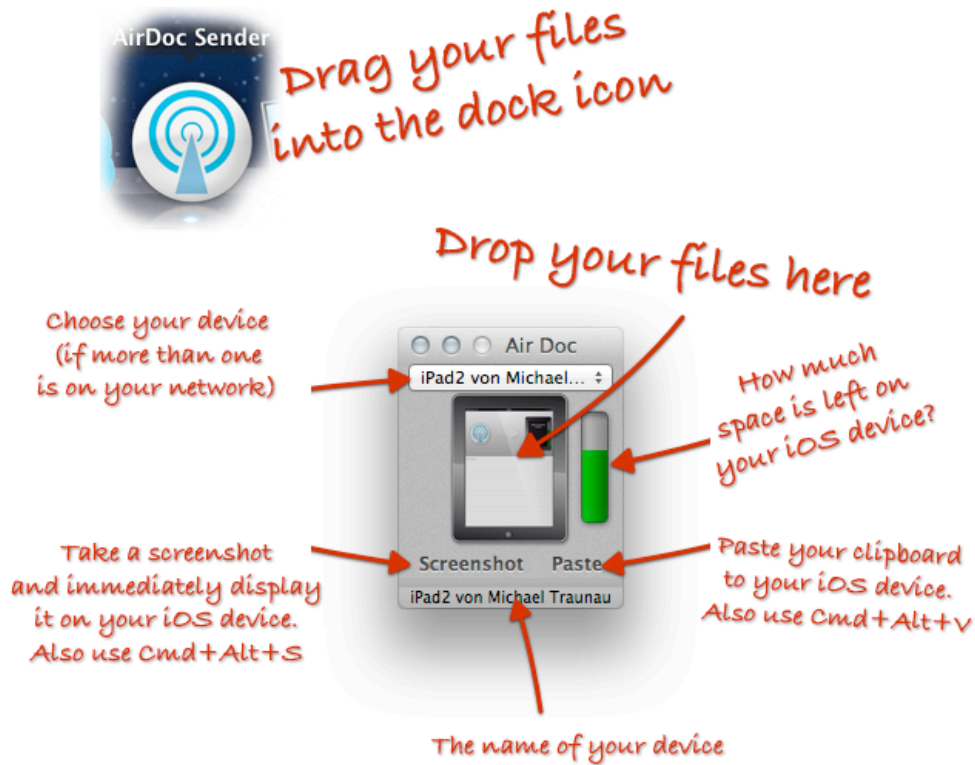 AirDoc Sender
Drag your files
into the dock icon
Drop your files here
Choose your device
(if more than one
is on your network)
Air Doc
iPad2 von Michael...
How much
space is left on
your iOS device?
Take a screenshot
and immediately display
it on your iOS device.
Also use Cmd+Alt+S
Screenshot Paste
iPad2 von Michael Traunau
Paste your clipboard
to your iOS device.
Also use Cmd+Alt+V
The name of your device